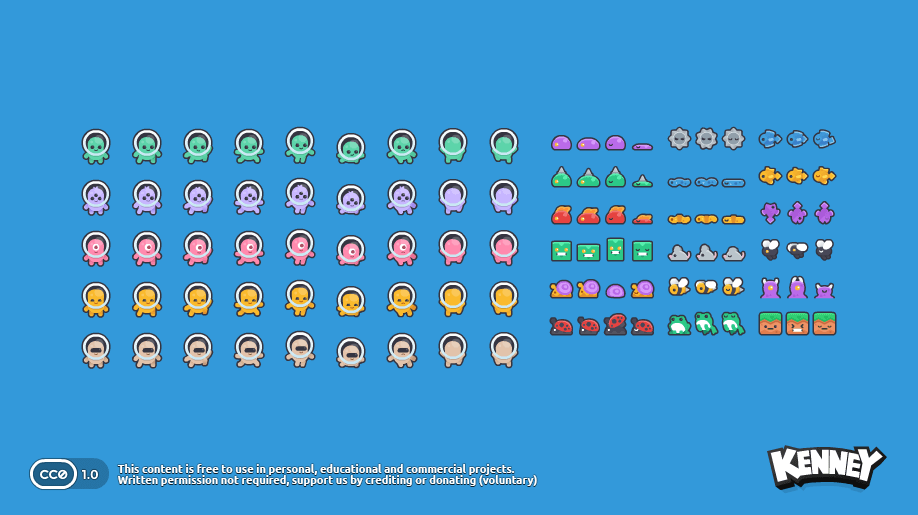 CC0 1.0
This content is free to use in personal, educational and commercial projects.
Written permission not required, support us by crediting or donating (voluntary)
KENNEY